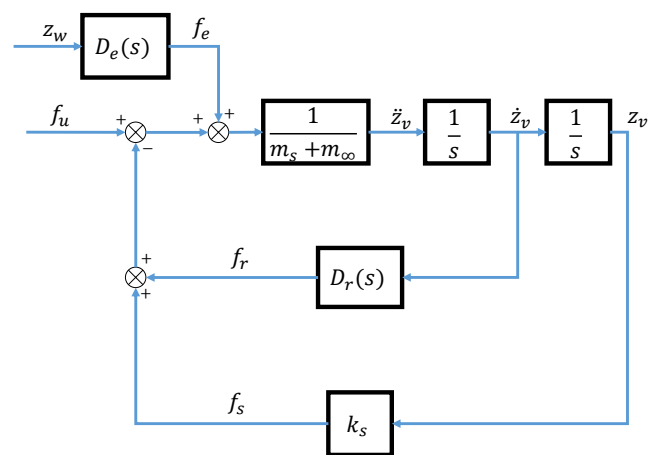 z_w
D_e(s)
f_e
f_u
+
−
+
+
1
m_s +m_∞
z̈_v
1
s
ż_v
1
s
z_v
+
+
f_r
D_r(s)
f_s
k_s